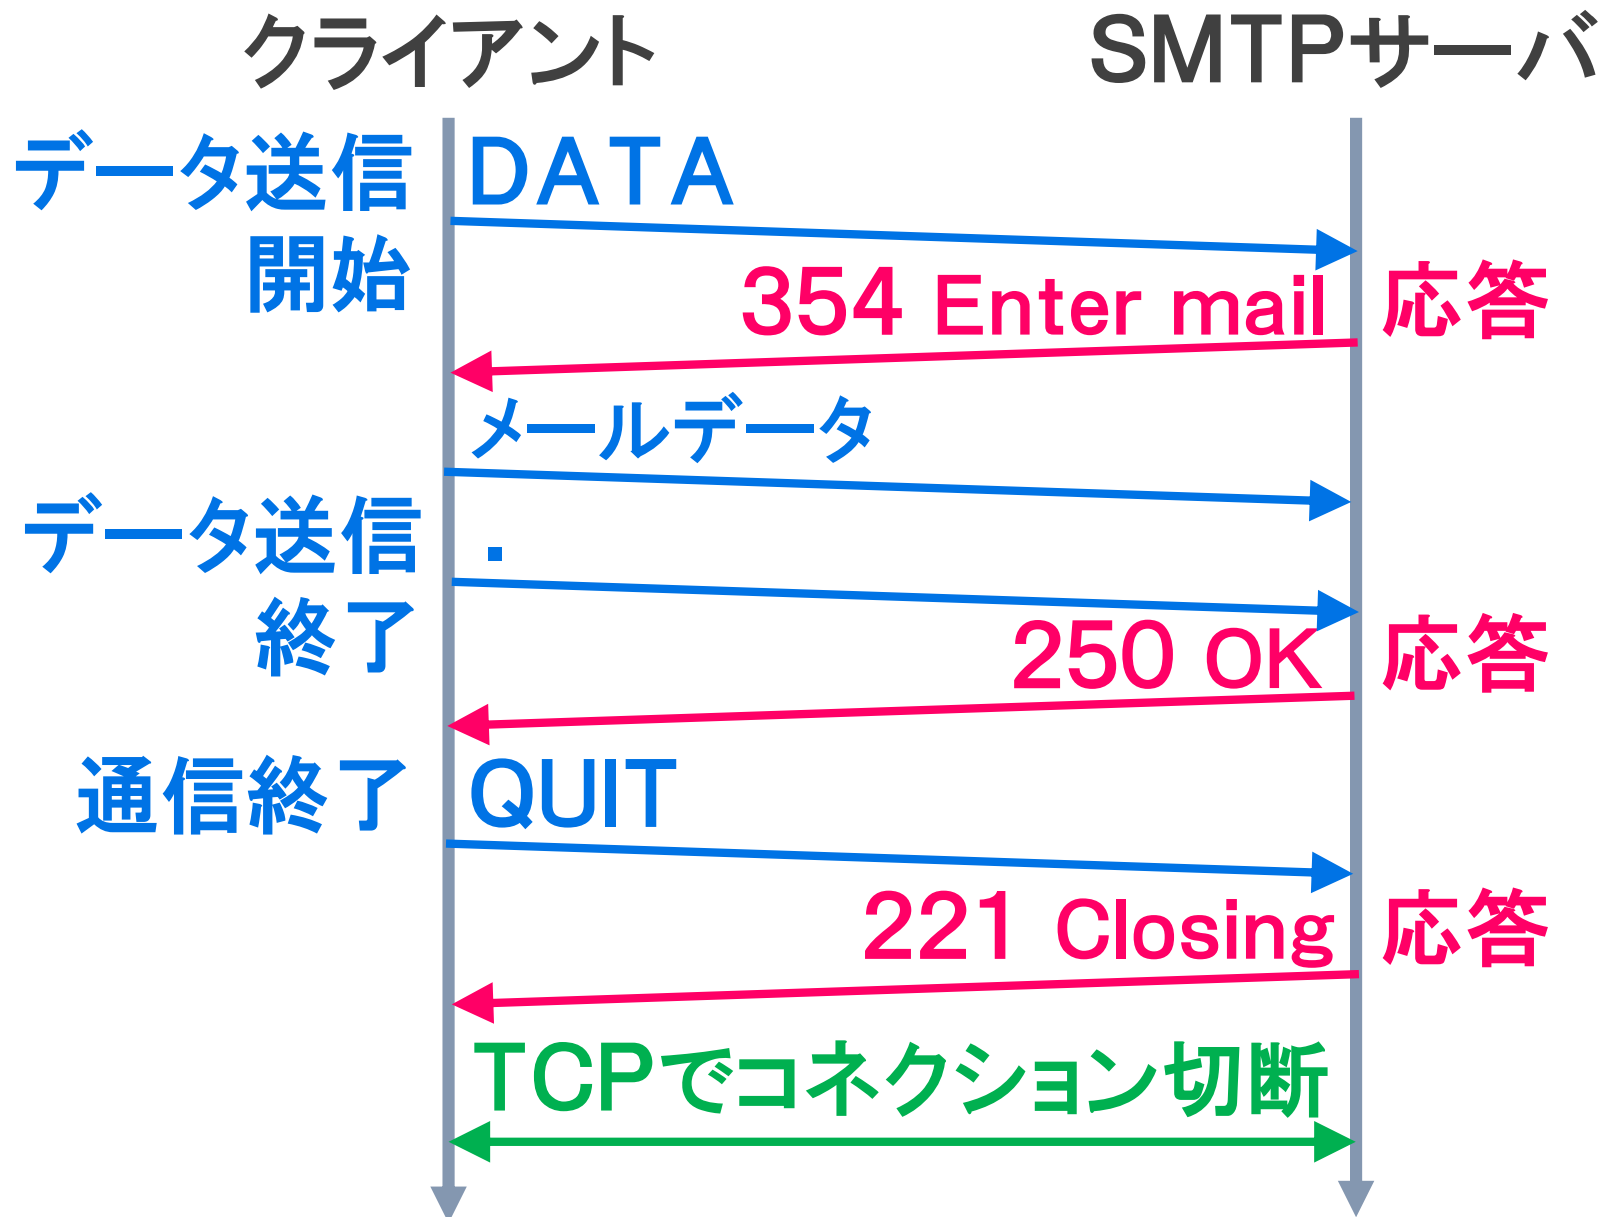 クライアント
SMTPサーバ
データ送信
開始
DATA
354 Enter mail
応答
メールデータ
データ送信
終了
.
250 OK
応答
通信終了
QUIT
221 Closing
応答
TCPでコネクション切断